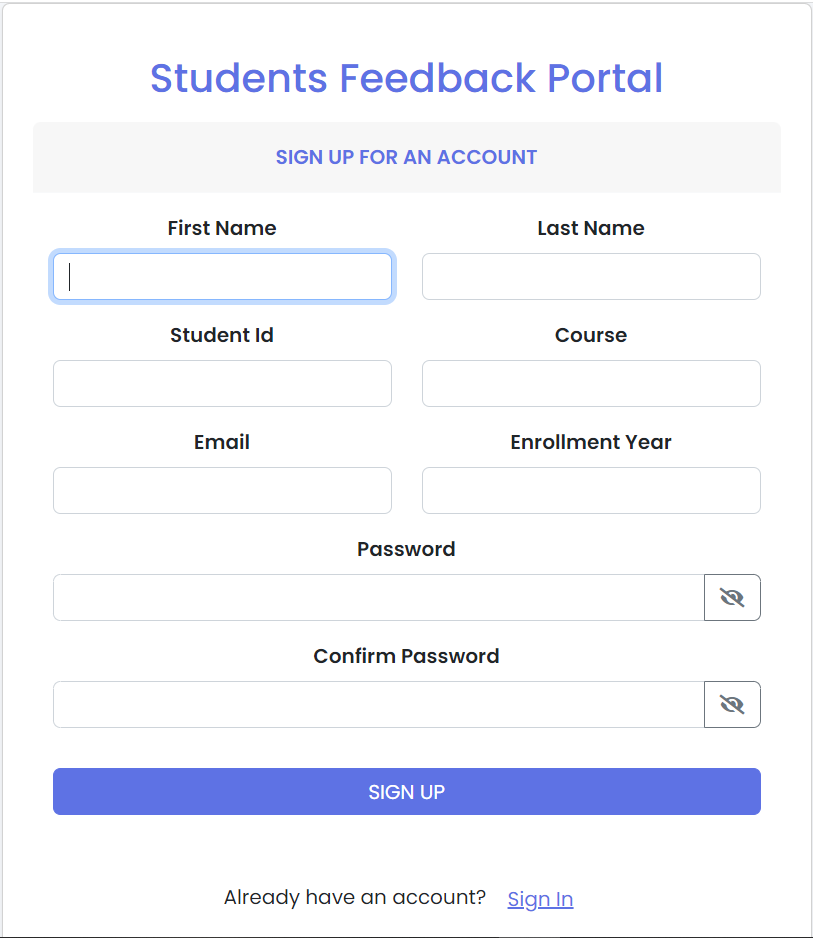 Students Feedback Portal
SIGN UP FOR AN ACCOUNT
First Name
Last Name
Student Id
Course
Email
Enrollment Year
Password
Confirm Password
SIGN UP
Already have an account? Sign In